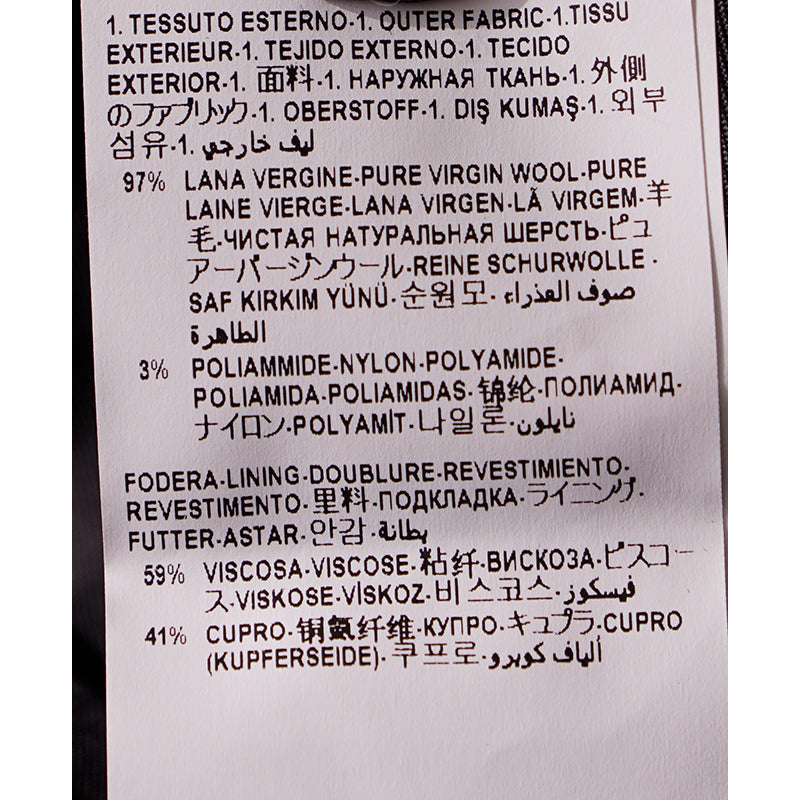 1. TESSUTO ESTERNO·1. OUTER FABRIC·1.TISSU
EXTERIEUR·1. TEJIDO EXTERNO·1. TECIDO
EXTERIOR·1. 面料·1. НАРУЖНАЯ ТКАНЬ·1. 外側
のファブリック·1. OBERSTOFF·1. DIŞ KUMAŞ·1. 외부
섬유·1. ليف خارجي
97% LANA VERGINE·PURE VIRGIN WOOL·PURE
LAINE VIERGE·LANA VIRGEN·LÃ VIRGEM·羊
毛·ЧИСТАЯ НАТУРАЛЬНАЯ ШЕРСТЬ·ピュ
アーバージンウール·REINE SCHURWOLLE ·
SAF KIRKIM YÜNÜ·순원모· صوف العذراء
الطاهرة
3% POLIAMMIDE·NYLON·POLYAMIDE·
POLIAMIDA·POLIAMIDAS·锦纶·ПОЛИАМИД·
ナイロン·POLYAMİT·나일론·نايلون
FODERA·LINING·DOUBLURE·REVESTIMIENTO·
REVESTIMENTO·里料·ПОДКЛАДКА·ライニング·
FUTTER·ASTAR·안감·بطانة
59% VISCOSA·VISCOSE·粘纤·ВИСКОЗА·ビスコー
ス·VISKOSE·VİSKOZ·비스코스·فيسكوز
41% CUPRO·铜氨纤维·КУПРО·キュプラ·CUPRO
(KUPFERSEIDE)·쿠프로·ألياف كوبرو